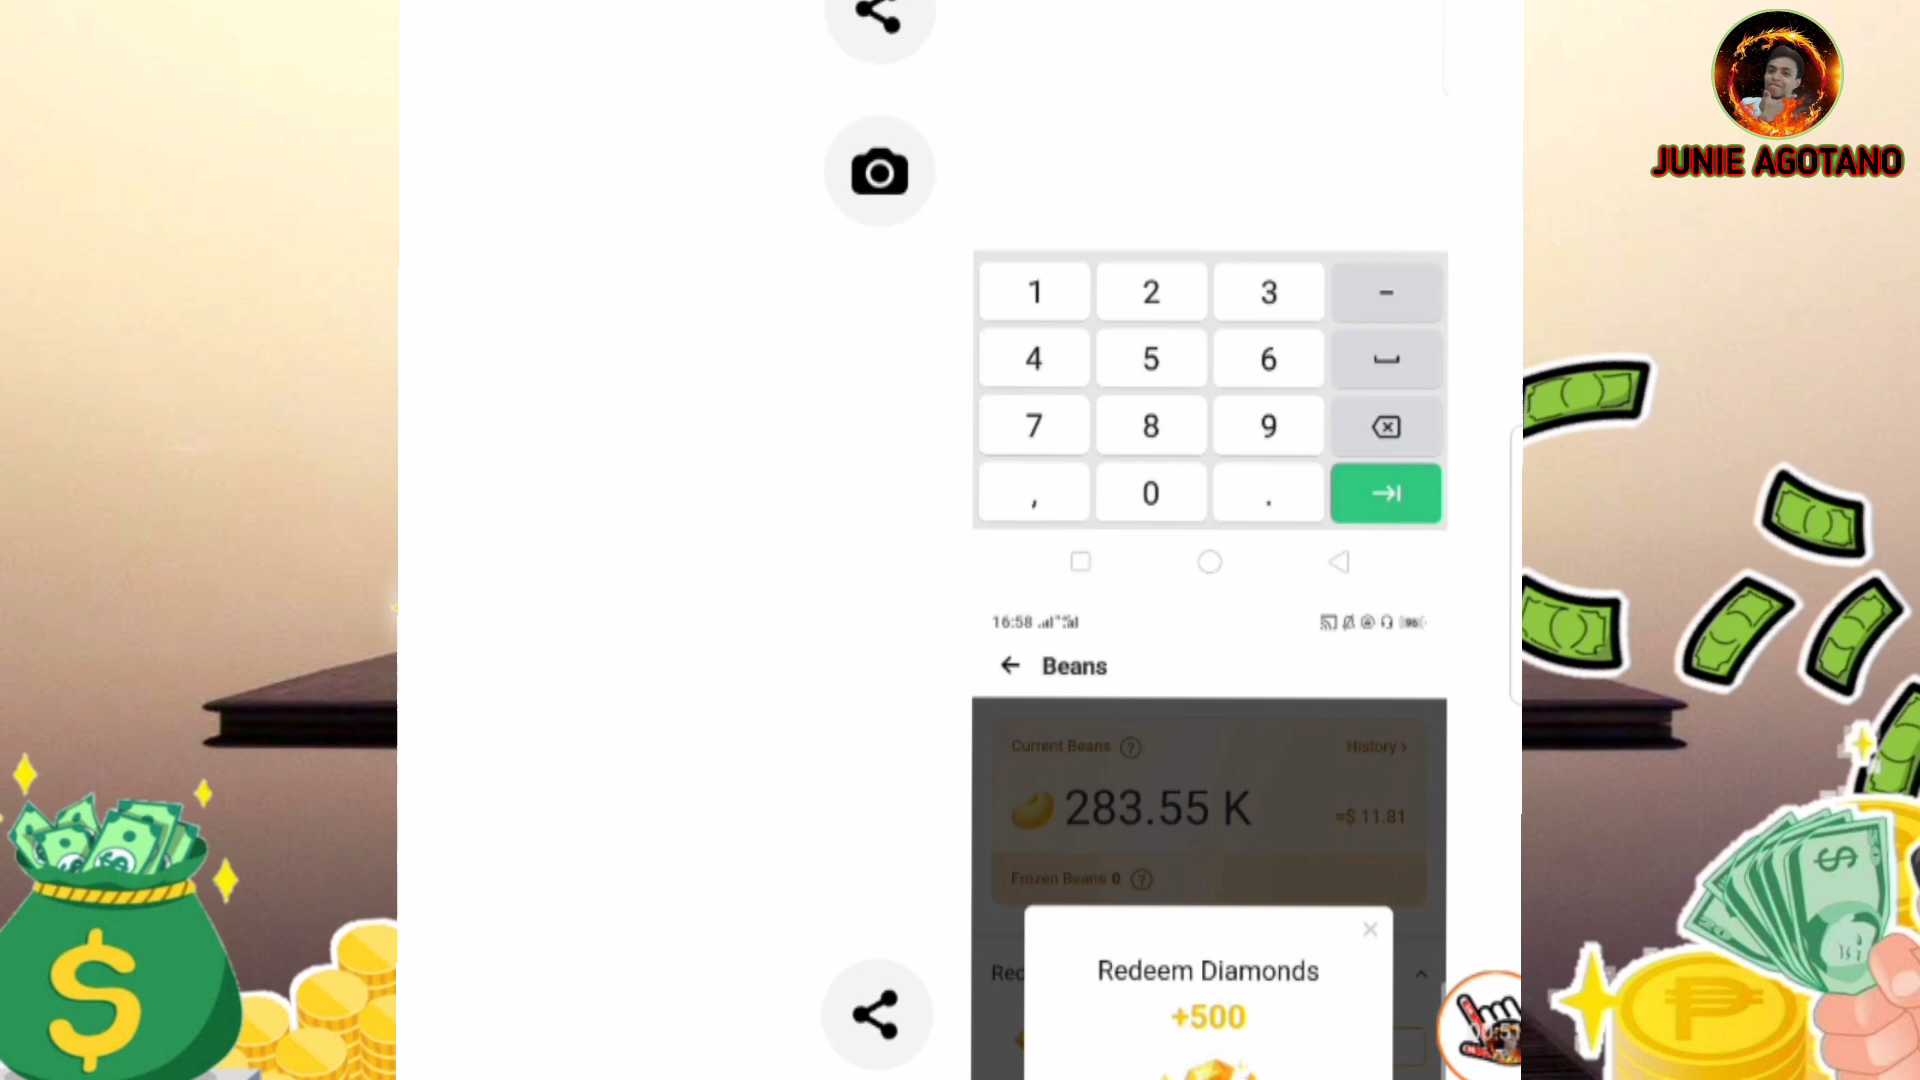 JUNIE AGOTANO
1 2 3 -
4 5 6
7 8 9
, 0 .
16:58
Beans
Current Beans ? History >
283.55 K =$ 11.81
Frozen Beans 0 ?
Redeem Diamonds
+500
$